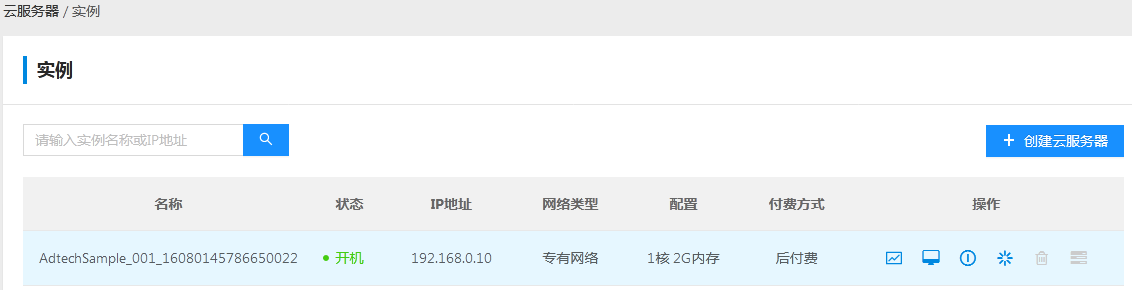 云服务器 / 实例
实例
请输入实例名称或IP地址
+ 创建云服务器
名称 状态 IP地址 网络类型 配置 付费方式 操作
AdtechSample_001_16080145786650022 开机 192.168.0.10 专有网络 1核 2G内存 后付费